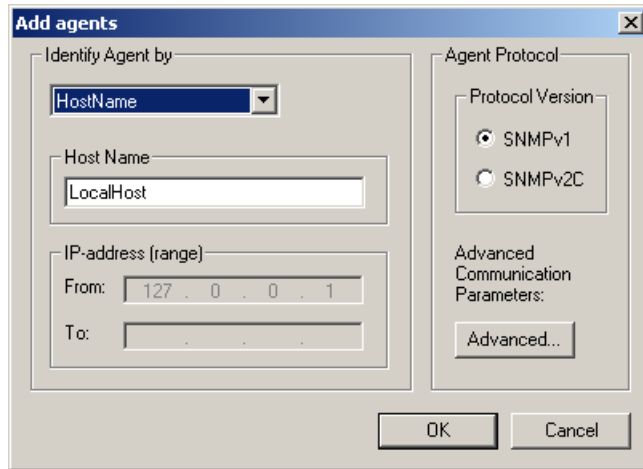 Add agents
Identify Agent by
HostName
Host Name
LocalHost
IP-address (range)
From: 127 . 0 . 0 . 1
To: . . .
Agent Protocol
Protocol Version
SNMPv1
SNMPv2C
Advanced
Communication
Parameters:
Advanced...
OK
Cancel